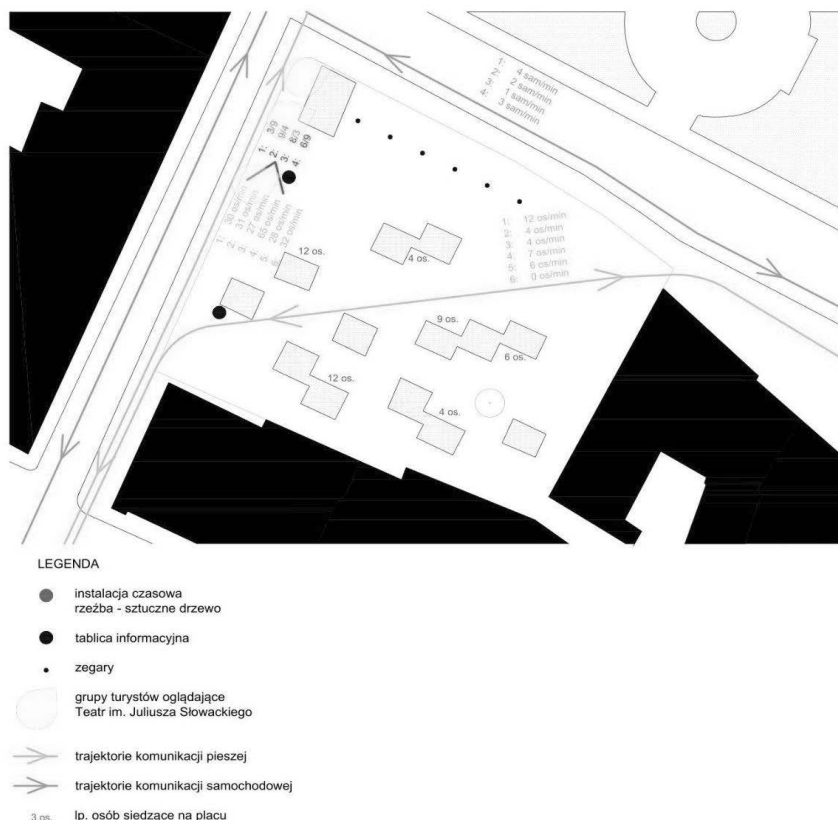 1: 4 sam/min
2: 2 sam/min
3: 1 sam/min
4: 3 sam/min
1: 3/9
2: 9/4
3: 8/3
4: 6/9
1: 30 os/min
2: 31 os/min
3: 27 os/min
4: 65 os/min
5: 28 os/min
6: 32 os/min
1: 12 os/min
2: 4 os/min
3: 4 os/min
4: 7 os/min
5: 6 os/min
6: 0 os/min
12 os.
4 os.
9 os.
6 os.
12 os.
4 os.
LEGENDA
instalacja czasowa
rzeźba - sztuczne drzewo
tablica informacyjna
zegary
grupy turystów oglądające
Teatr im. Juliusza Słowackiego
trajektorie komunikacji pieszej
trajektorie komunikacji samochodowej
3 os. lp. osób siedzące na placu